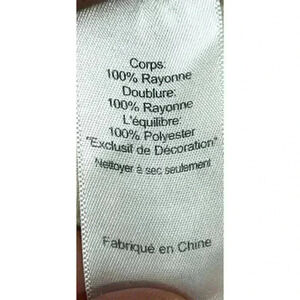 Corps:
100% Rayonne
Doublure:
100% Rayonne
L'équilibre:
100% Polyester
"Exclusif de Décoration"
Nettoyer à sec seulement
Fabriqué en Chine